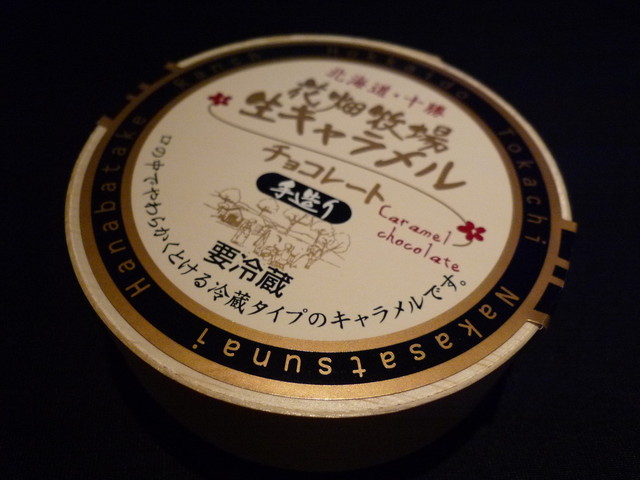 北海道・十勝
花畑牧場
生キャラメル
チョコレート
手造り
Caramel
chocolate
要冷蔵
口の中でやわらかくとける冷蔵タイプのキャラメルです。
Hanabatake Ranch Hokkaido Tokachi Nakasatsunai